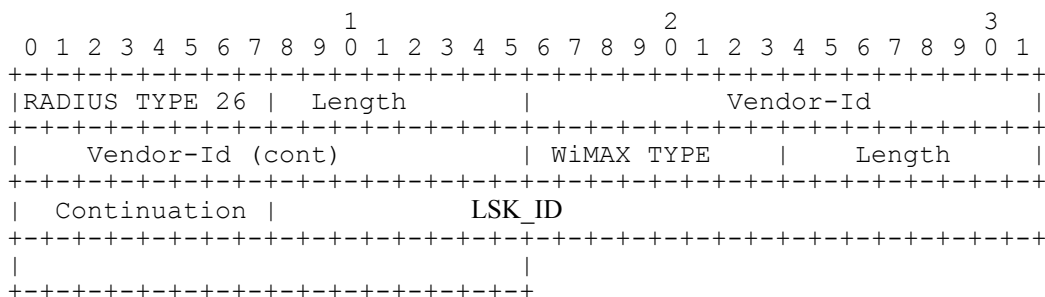 1                   2                   3
 0 1 2 3 4 5 6 7 8 9 0 1 2 3 4 5 6 7 8 9 0 1 2 3 4 5 6 7 8 9 0 1
+-+-+-+-+-+-+-+-+-+-+-+-+-+-+-+-+-+-+-+-+-+-+-+-+-+-+-+-+-+-+-+-+
|RADIUS TYPE 26 |  Length       |            Vendor-Id          |
+-+-+-+-+-+-+-+-+-+-+-+-+-+-+-+-+-+-+-+-+-+-+-+-+-+-+-+-+-+-+-+-+
|    Vendor-Id (cont)           | WiMAX TYPE    |    Length     |
+-+-+-+-+-+-+-+-+-+-+-+-+-+-+-+-+-+-+-+-+-+-+-+-+-+-+-+-+-+-+-+-+
|  Continuation |            LSK_ID
+-+-+-+-+-+-+-+-+-+-+-+-+-+-+-+-+-+-+-+-+-+-+-+-+-+-+-+-+-+-+-+-+
|                               |
+-+-+-+-+-+-+-+-+-+-+-+-+-+-+-+-+